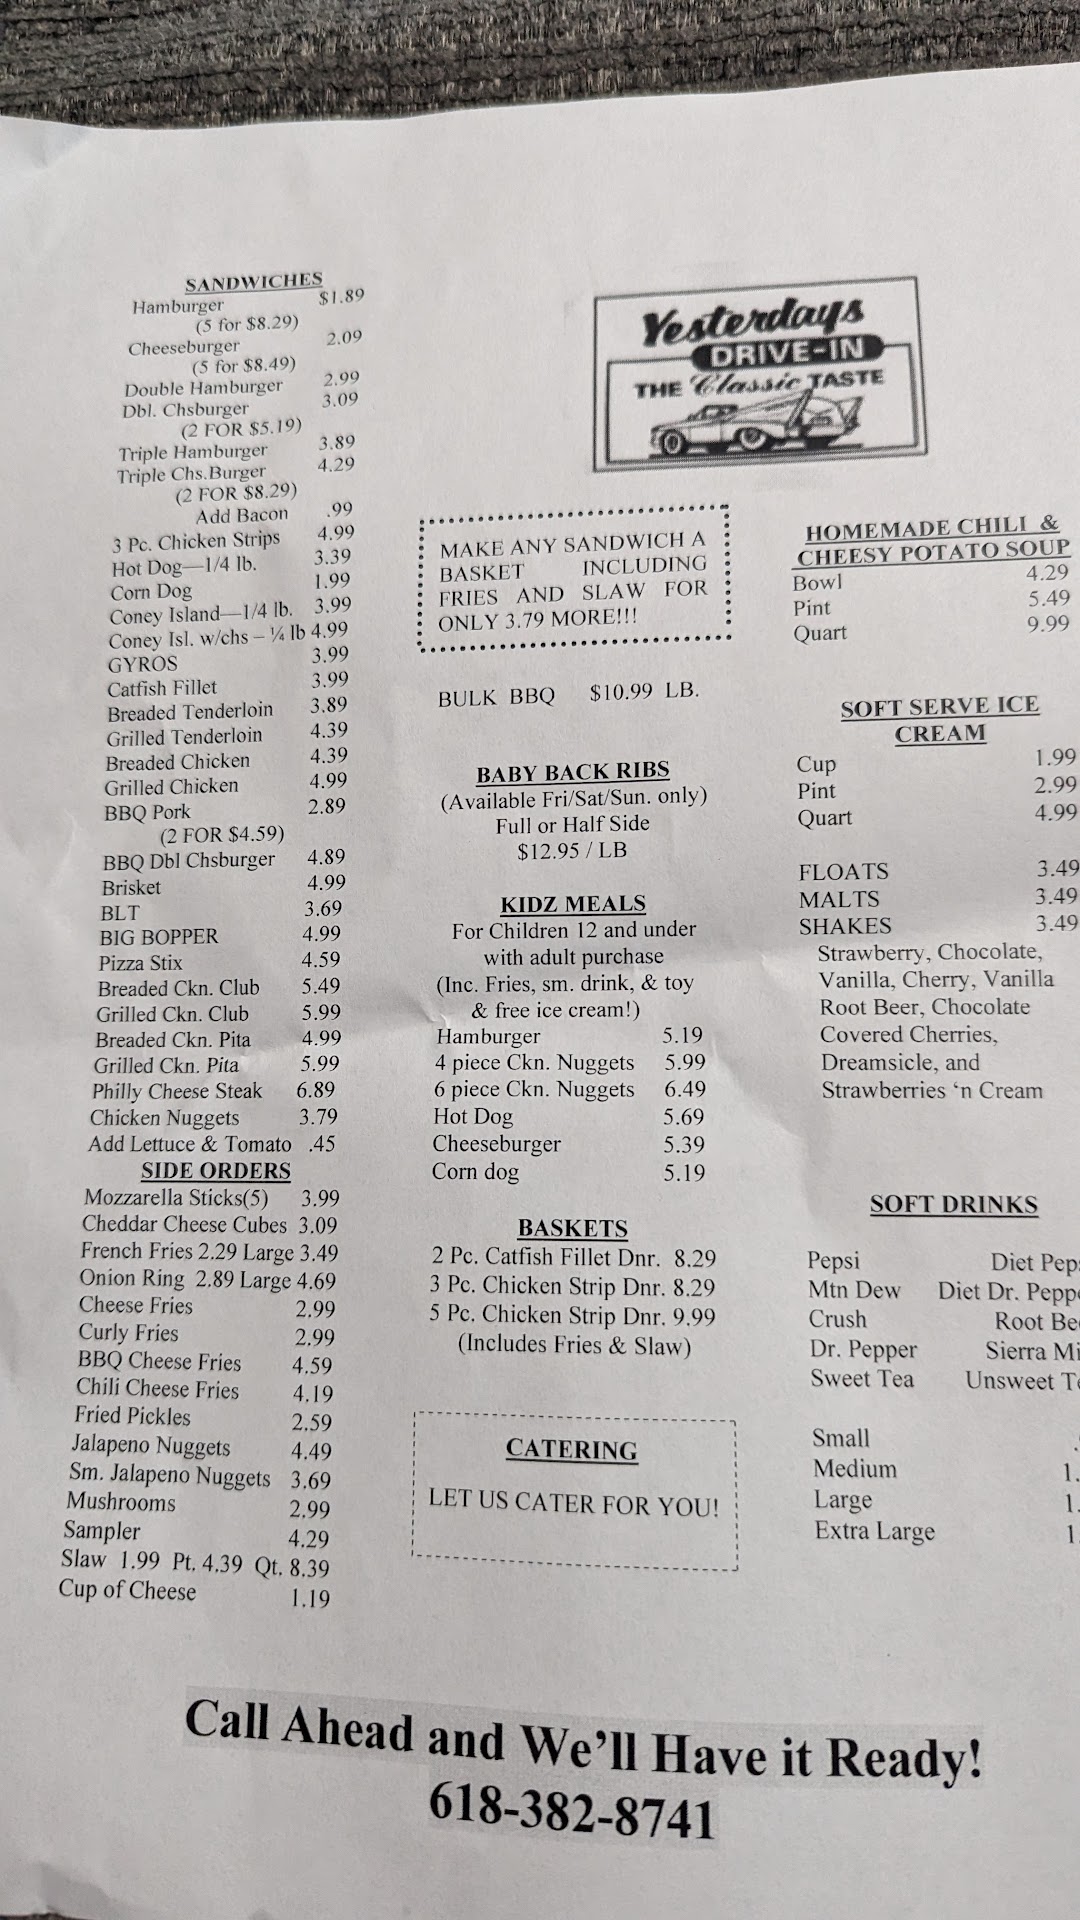 SANDWICHES
Hamburger $1.89
(5 for $8.29)
Cheeseburger 2.09
(5 for $8.49)
Double Hamburger 2.99
Dbl. Chsburger 3.09
(2 FOR $5.19)
Triple Hamburger 3.89
Triple Chs.Burger 4.29
(2 FOR $8.29)
Add Bacon .99
3 Pc. Chicken Strips 4.99
Hot Dog—1/4 lb. 3.39
Corn Dog 1.99
Coney Island—1/4 lb. 3.99
Coney Isl. w/chs – ¼ lb 4.99
GYROS 3.99
Catfish Fillet 3.99
Breaded Tenderloin 3.89
Grilled Tenderloin 4.39
Breaded Chicken 4.39
Grilled Chicken 4.99
BBQ Pork 2.89
(2 FOR $4.59)
BBQ Dbl Chsburger 4.89
Brisket 4.99
BLT 3.69
BIG BOPPER 4.99
Pizza Stix 4.59
Breaded Ckn. Club 5.49
Grilled Ckn. Club 5.99
Breaded Ckn. Pita 4.99
Grilled Ckn. Pita 5.99
Philly Cheese Steak 6.89
Chicken Nuggets 3.79
Add Lettuce & Tomato .45
SIDE ORDERS
Mozzarella Sticks(5) 3.99
Cheddar Cheese Cubes 3.09
French Fries 2.29 Large 3.49
Onion Ring 2.89 Large 4.69
Cheese Fries 2.99
Curly Fries 2.99
BBQ Cheese Fries 4.59
Chili Cheese Fries 4.19
Fried Pickles 2.59
Jalapeno Nuggets 4.49
Sm. Jalapeno Nuggets 3.69
Mushrooms 2.99
Sampler 4.29
Slaw 1.99 Pt. 4.39 Qt. 8.39
Cup of Cheese 1.19
Yesterdays
DRIVE-IN
THE Classic TASTE
MAKE ANY SANDWICH A
BASKET INCLUDING
FRIES AND SLAW FOR
ONLY 3.79 MORE!!!
BULK BBQ $10.99 LB.
BABY BACK RIBS
(Available Fri/Sat/Sun. only)
Full or Half Side
$12.95 / LB
KIDZ MEALS
For Children 12 and under
with adult purchase
(Inc. Fries, sm. drink, & toy
& free ice cream!)
Hamburger 5.19
4 piece Ckn. Nuggets 5.99
6 piece Ckn. Nuggets 6.49
Hot Dog 5.69
Cheeseburger 5.39
Corn dog 5.19
BASKETS
2 Pc. Catfish Fillet Dnr. 8.29
3 Pc. Chicken Strip Dnr. 8.29
5 Pc. Chicken Strip Dnr. 9.99
(Includes Fries & Slaw)
CATERING
LET US CATER FOR YOU!
HOMEMADE CHILI &
CHEESY POTATO SOUP
Bowl 4.29
Pint 5.49
Quart 9.99
SOFT SERVE ICE
CREAM
Cup 1.99
Pint 2.99
Quart 4.99
FLOATS 3.49
MALTS 3.49
SHAKES 3.49
Strawberry, Chocolate,
Vanilla, Cherry, Vanilla
Root Beer, Chocolate
Covered Cherries,
Dreamsicle, and
Strawberries ‘n Cream
SOFT DRINKS
Pepsi Diet Pep
Mtn Dew Diet Dr. Pepp
Crush Root Be
Dr. Pepper Sierra Mi
Sweet Tea Unsweet Te
Small .
Medium 1.
Large 1.
Extra Large 1.
Call Ahead and We’ll Have it Ready!
618-382-8741